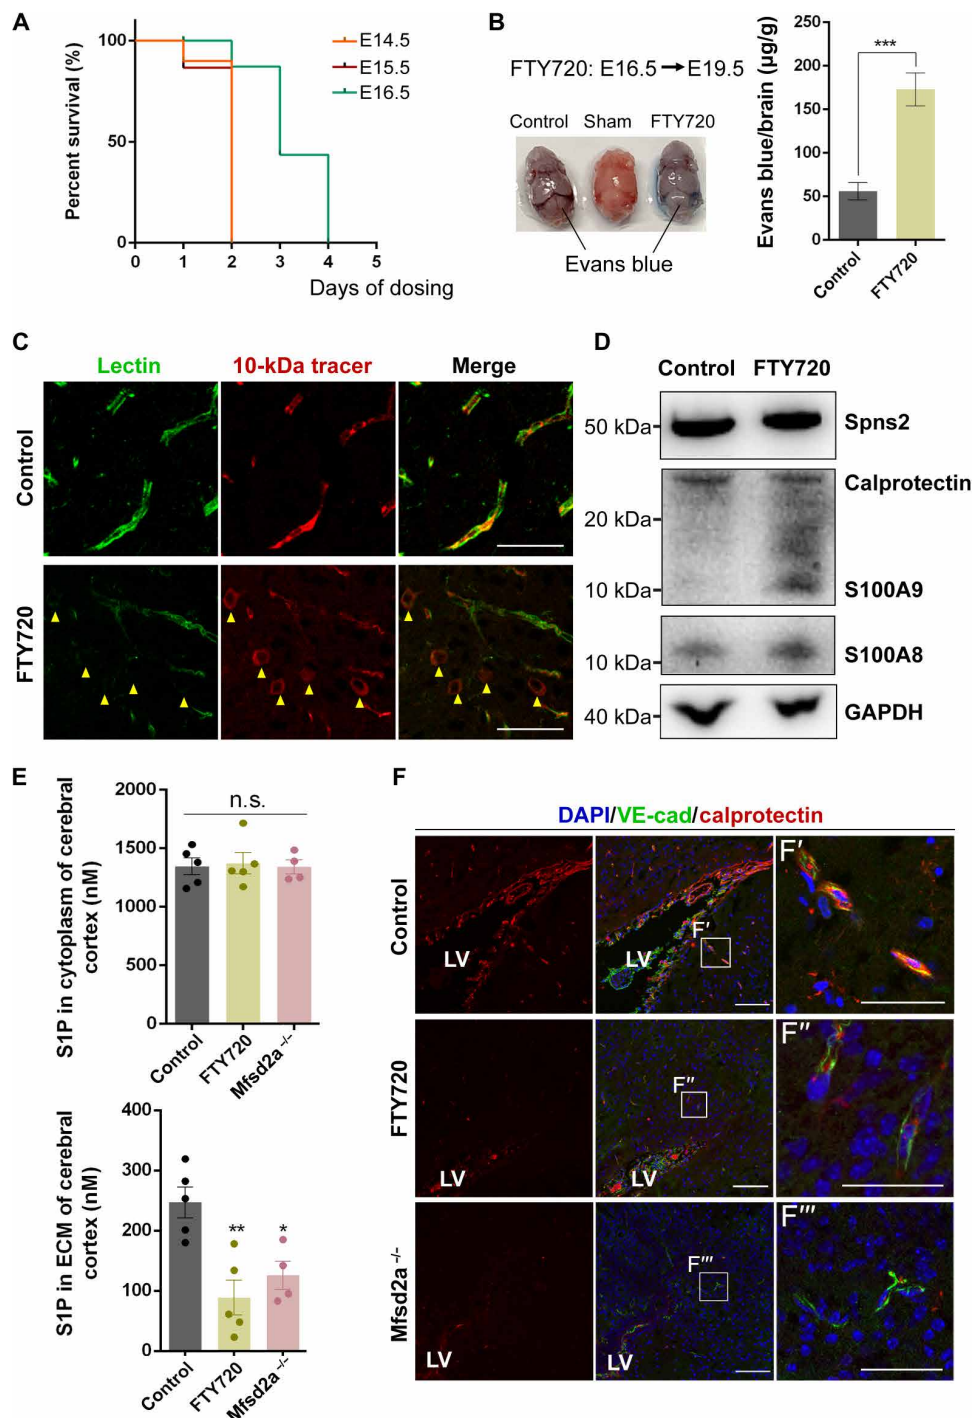 A
Percent survival (%)
100
50
0
0 1 2 3 4 5
Days of dosing
E14.5
E15.5
E16.5
B
FTY720: E16.5 → E19.5
Control Sham FTY720
Evans blue
Evans blue/brain (µg/g)
250
200
150
100
50
0
***
Control
FTY720
C
Lectin 10-kDa tracer Merge
Control
FTY720
D
Control FTY720
50 kDa
Spns2
Calprotectin
20 kDa
10 kDa
S100A9
10 kDa
S100A8
40 kDa
GAPDH
E
S1P in cytoplasm of cerebral
cortex (nM)
2000
1500
1000
500
0
n.s.
Control
FTY720
Mfsd2a -/-
S1P in ECM of cerebral
cortex (nM)
400
300
200
100
0
** *
Control
FTY720
Mfsd2a -/-
F
DAPI/VE-cad/calprotectin
Control
LV
LV
F′
F′
FTY720
LV
LV
F″
F″
Mfsd2a -/-
LV
LV
F‴
F‴